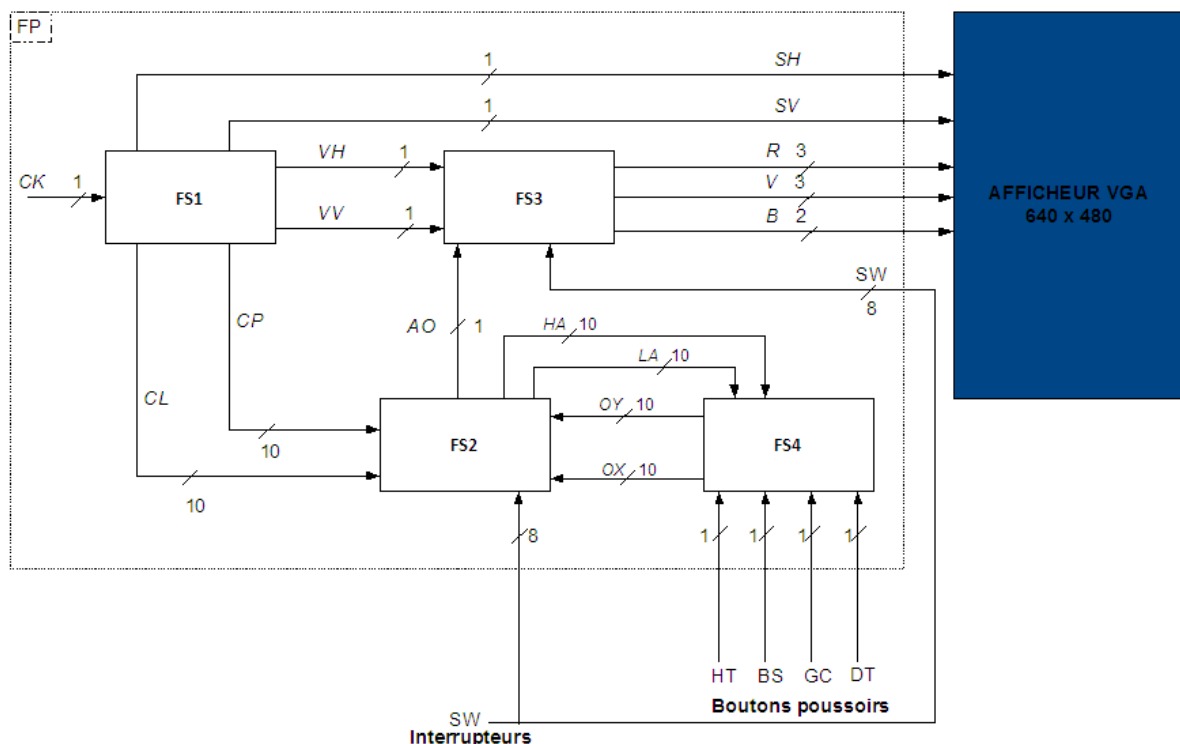 FP
1
SH
1
SV
VH
1
R 3
CK
1
FS1
FS3
V 3
AFFICHEUR VGA
640 x 480
VV
1
B 2
SW
8
CP
AO
1
HA
10
LA
10
CL
OY
10
FS2
FS4
10
OX
10
10
8
1
1
1
1
HT
BS
GC
DT
Boutons poussoirs
SW
Interrupteurs